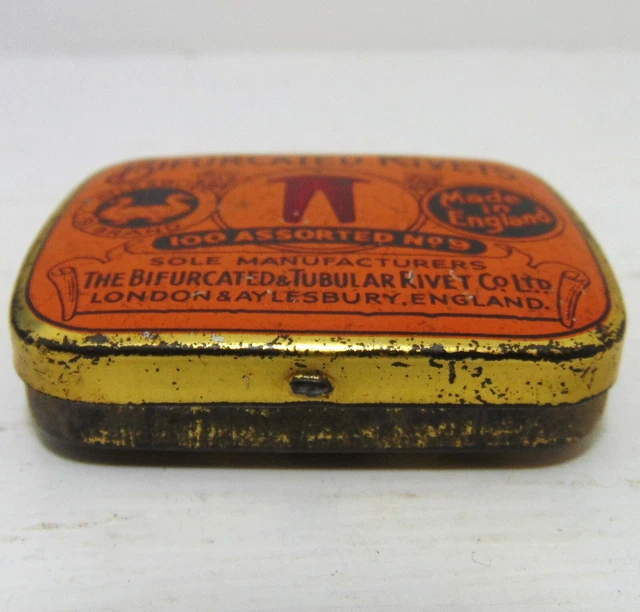 BIFURCATED RIVETS
BRAND
Made
in
England
100 ASSORTED No 9
SOLE MANUFACTURERS
THE BIFURCATED & TUBULAR RIVET Co LTD
LONDON & AYLESBURY, ENGLAND.